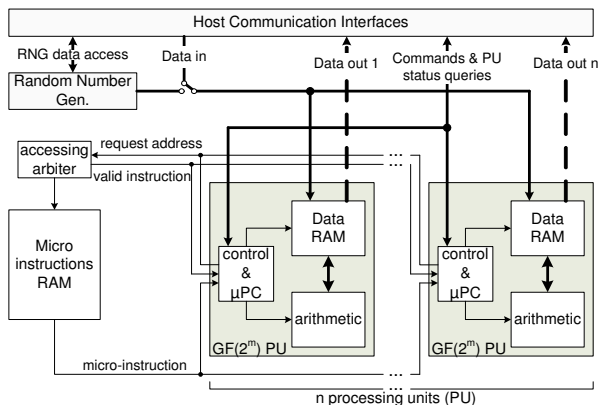 Host Communication Interfaces
RNG data access
Data in
Data out 1
Commands & PU
status queries
Data out n
Random Number
Gen.
accessing
arbiter
request address
...
valid instruction
...
Micro
instructions
RAM
Data
RAM
control
&
µPC
arithmetic
GF(2^m) PU
Data
RAM
control
&
µPC
arithmetic
GF(2^m) PU
micro-instruction
...
...
n processing units (PU)